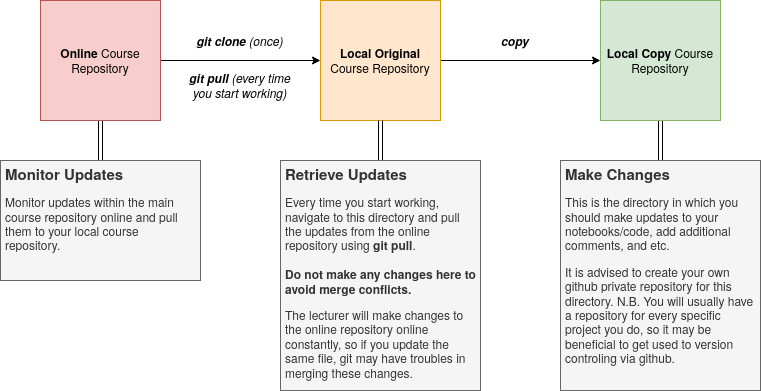 Online Course
Repository
git clone (once)
git pull (every time
you start working)
Local Original
Course Repository
copy
Local Copy Course
Repository
Monitor Updates
Monitor updates within the main
course repository online and pull
them to your local course
repository.
Retrieve Updates
Every time you start working,
navigate to this directory and pull
the updates from the online
repository using git pull.
Do not make any changes here to
avoid merge conflicts.
The lecturer will make changes to
the online repository online
constantly, so if you update the
same file, git may have troubles in
merging these changes.
Make Changes
This is the directory in which you
should make updates to your
notebooks/code, add additional
comments, and etc.
It is advised to create your own
github private repository for this
directory. N.B. You will usually have
a repository for every specific
project you do, so it may be
beneficial to get used to version
controling via github.